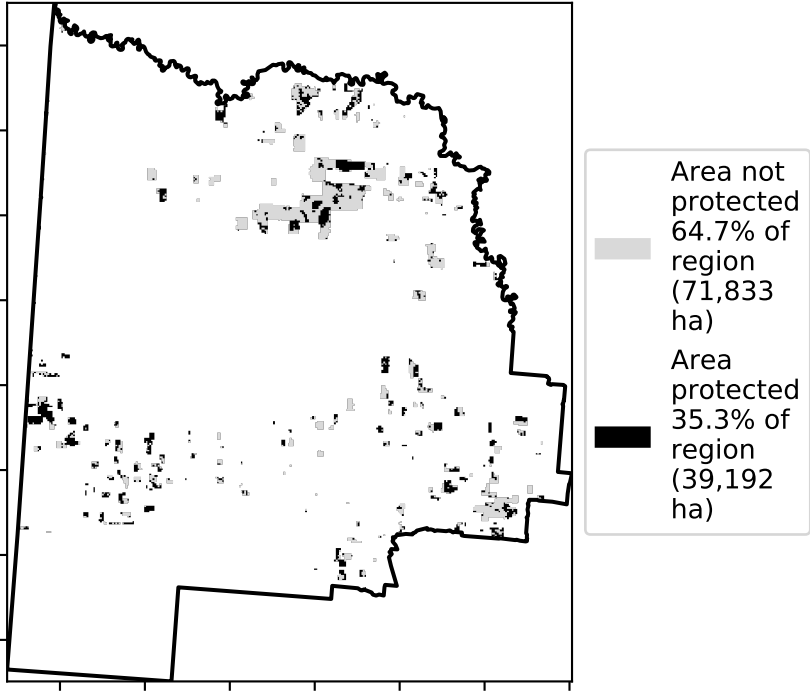 Area not
protected
64.7% of
region
(71,833
ha)
Area
protected
35.3% of
region
(39,192
ha)